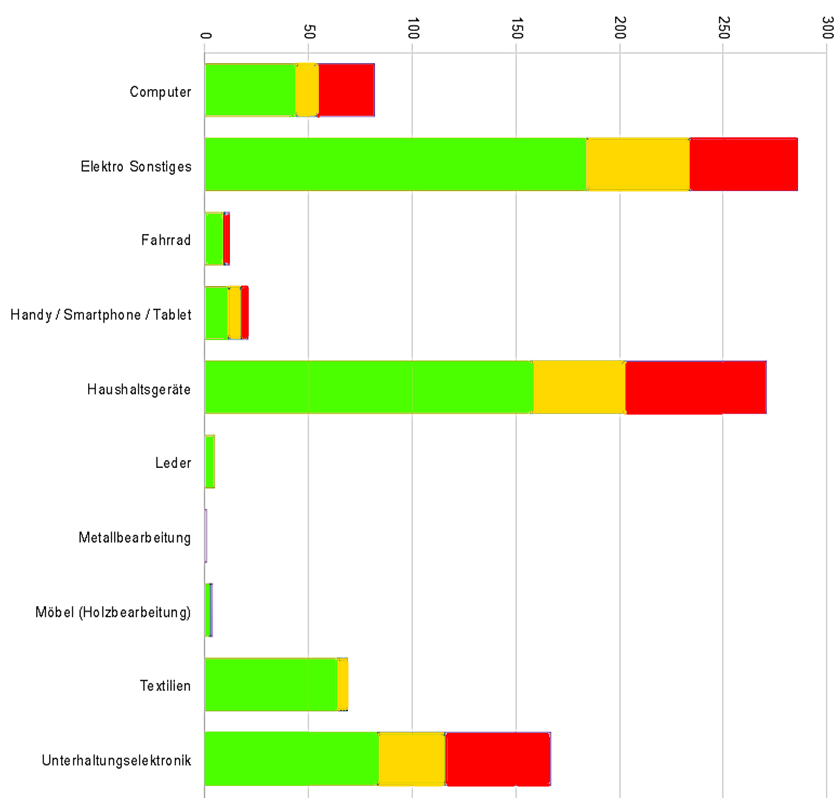 0 50 100 150 200 250 300
Computer
Elektro Sonstiges
Fahrrad
Handy / Smartphone / Tablet
Haushaltsgeräte
Leder
Metallbearbeitung
Möbel (Holzbearbeitung)
Textilien
Unterhaltungselektronik